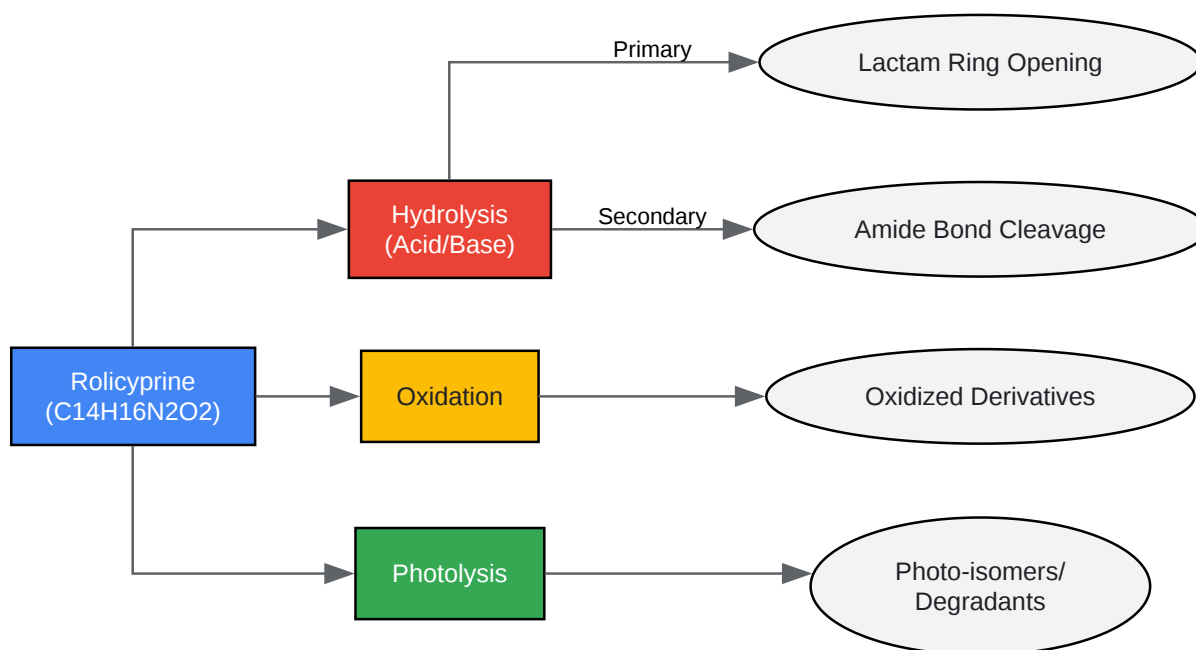 Primary
Lactam Ring Opening
Hydrolysis
(Acid/Base)
Secondary
Amide Bond Cleavage
Rolicyprine
(C14H16N2O2)
Oxidation
Oxidized Derivatives
Photolysis
Photo-isomers/
Degradants